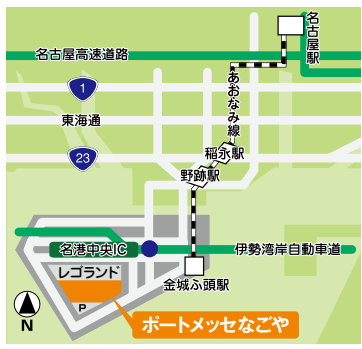 名古屋駅
名古屋高速道路
あおなみ線
1
東海通
稲永駅
23
野跡駅
名港中央IC
伊勢湾岸自動車道
レゴランド
金城ふ頭駅
P
N
ポートメッセなごや